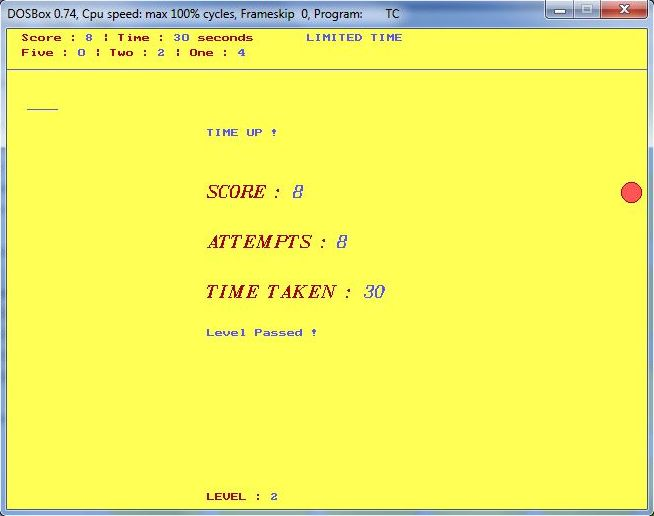 DOSBox 0.74, Cpu speed: max 100% cycles, Frameskip 0, Program: TC
Score : 8 ¦ Time : 30 seconds LIMITED TIME
Five : 0 ¦ Two : 2 ¦ One : 4
TIME UP !
SCORE : 8
ATTEMPTS : 8
TIME TAKEN : 30
Level Passed !
LEVEL : 2